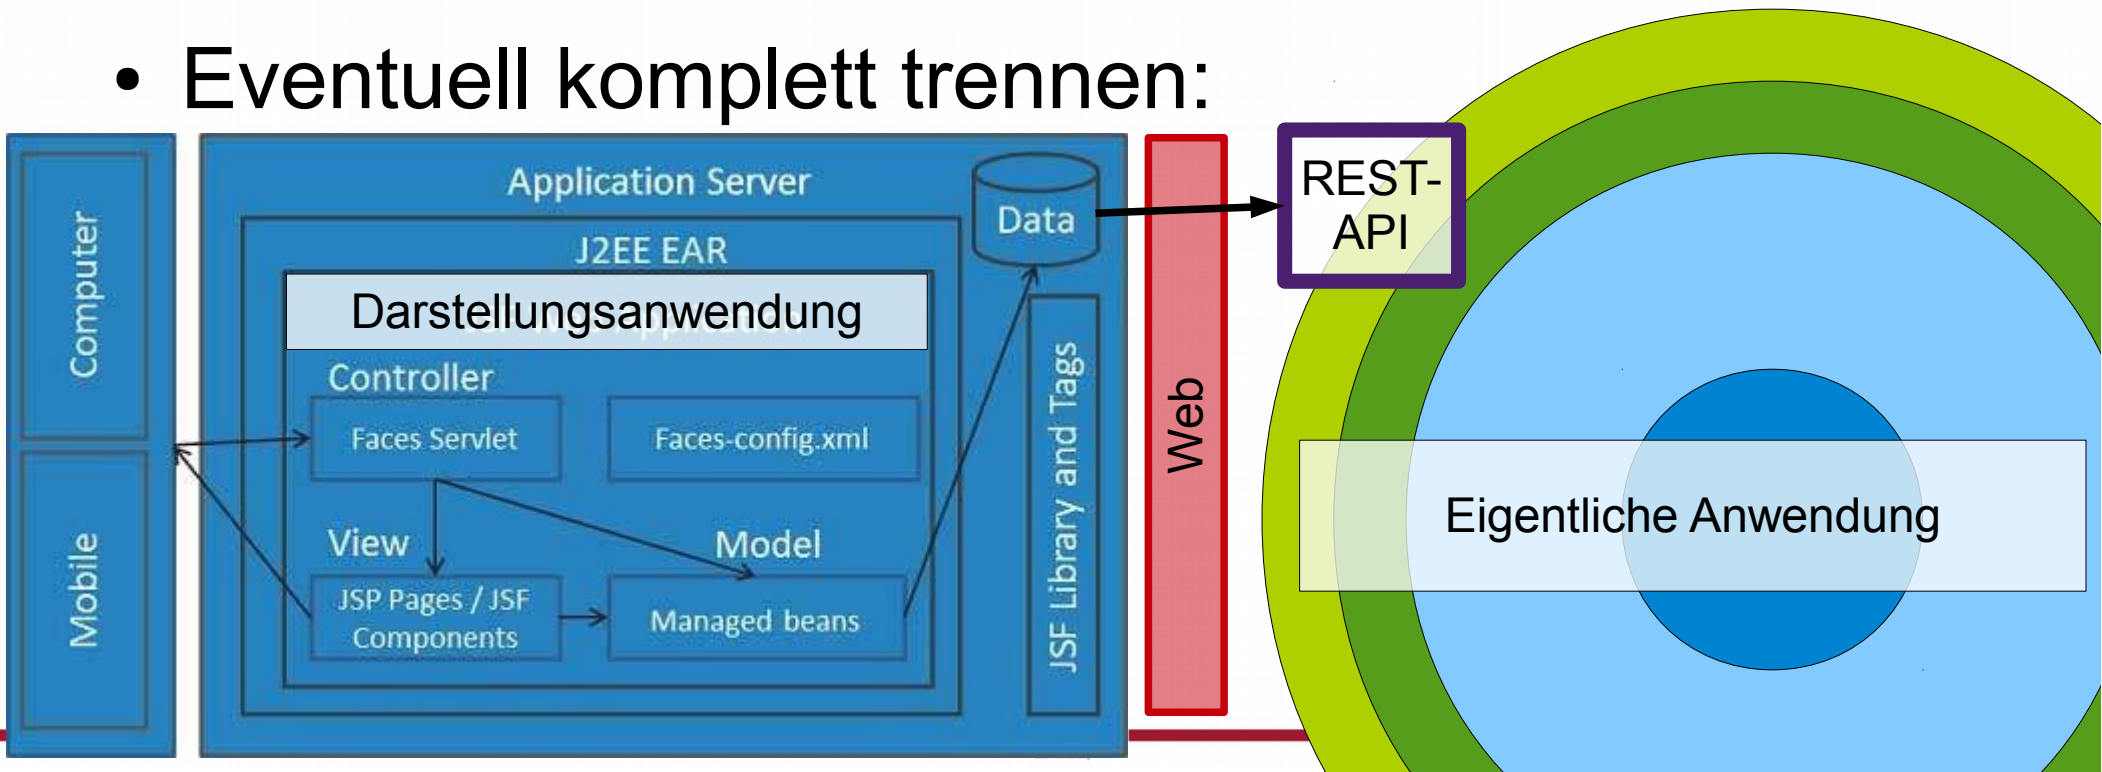 • Eventuell komplett trennen:
Computer
Mobile
Application Server
J2EE EAR
Darstellungsanwendung
Controller
Faces Servlet
Faces-config.xml
View
Model
JSP Pages / JSF
Components
Managed beans
Data
JSF Library and Tags
Web
REST-
API
Eigentliche Anwendung